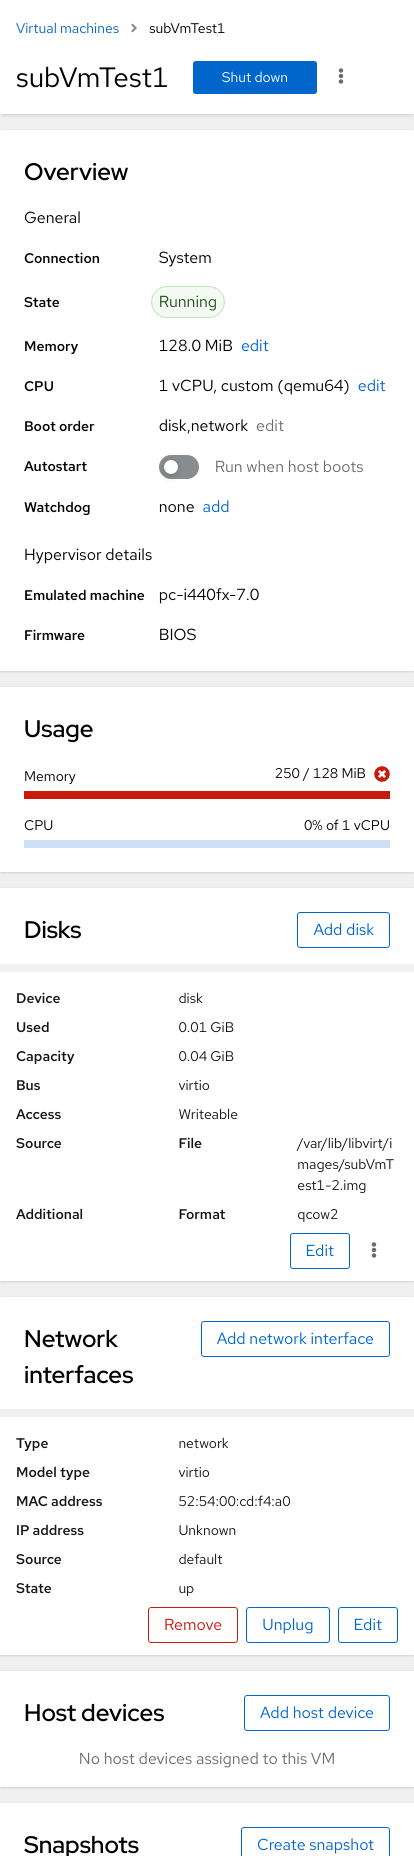 Virtual machines > subVmTest1
subVmTest1 Shut down
Overview
General
Connection System
State Running
Memory 128.0 MiB edit
CPU 1 vCPU, custom (qemu64) edit
Boot order disk,network edit
Autostart Run when host boots
Watchdog none add
Hypervisor details
Emulated machine pc-i440fx-7.0
Firmware BIOS
Usage
Memory 250 / 128 MiB
CPU 0% of 1 vCPU
Disks Add disk
Device disk
Used 0.01 GiB
Capacity 0.04 GiB
Bus virtio
Access Writeable
Source File /var/lib/libvirt/i
mages/subVmT
est1-2.img
Additional Format qcow2
Edit
Network Add network interface
interfaces
Type network
Model type virtio
MAC address 52:54:00:cd:f4:a0
IP address Unknown
Source default
State up
Remove Unplug Edit
Host devices Add host device
No host devices assigned to this VM
Snapshots Create snapshot